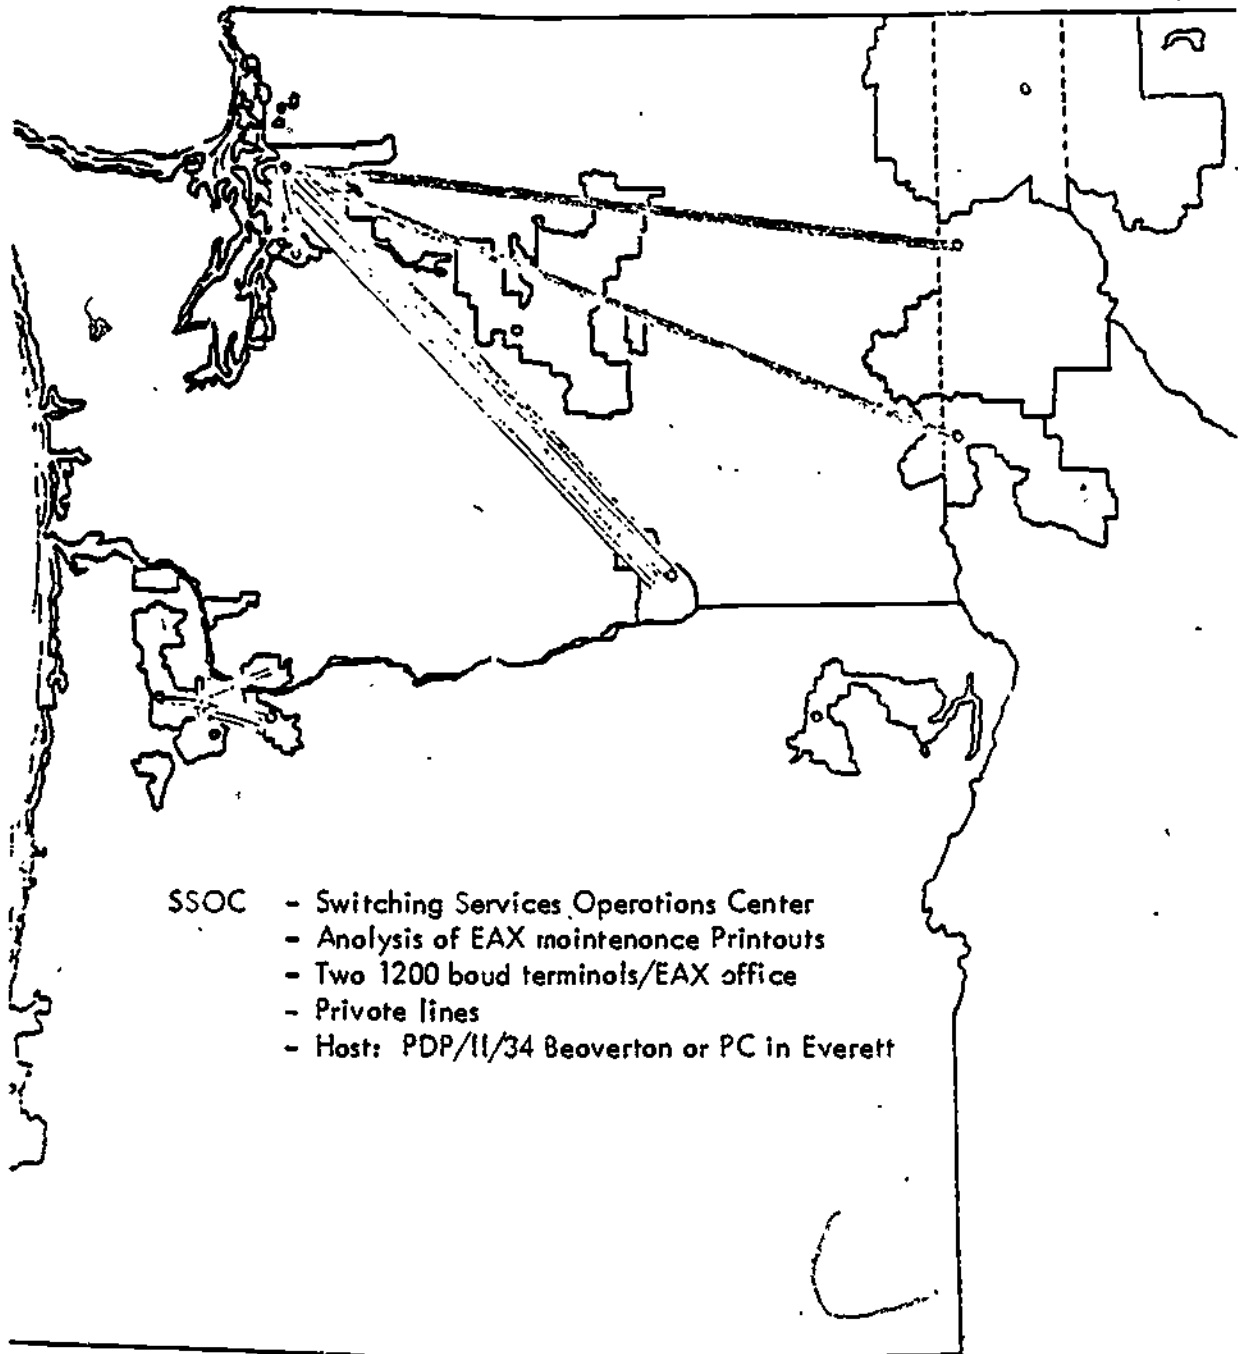 SSOC - Switching Services Operations Center
- Analysis of EAX maintenance Printouts
- Two 1200 baud terminals/EAX office
- Private lines
- Host: PDP/11/34 Beaverton or PC in Everett